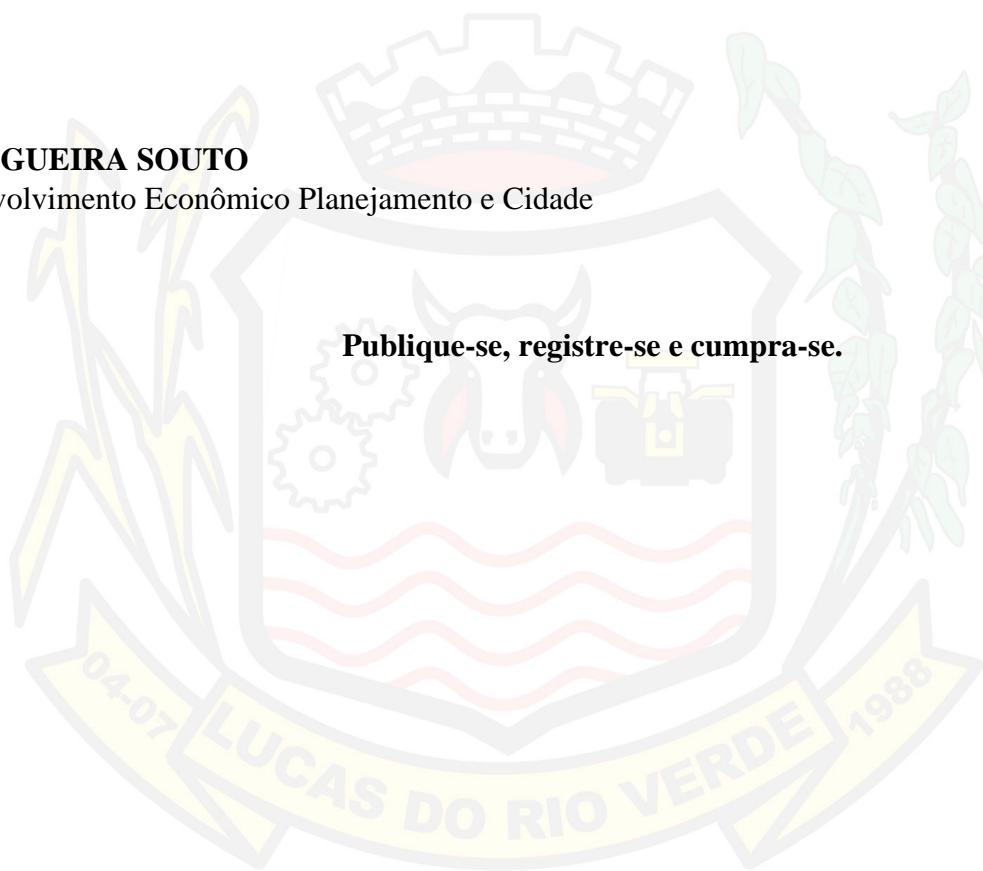 GUEIRA SOUTO
volvimento Econômico Planejamento e Cidade
Publique-se, registre-se e cumpra-se.
04-07
LUCAS DO RIO VERDE
1988